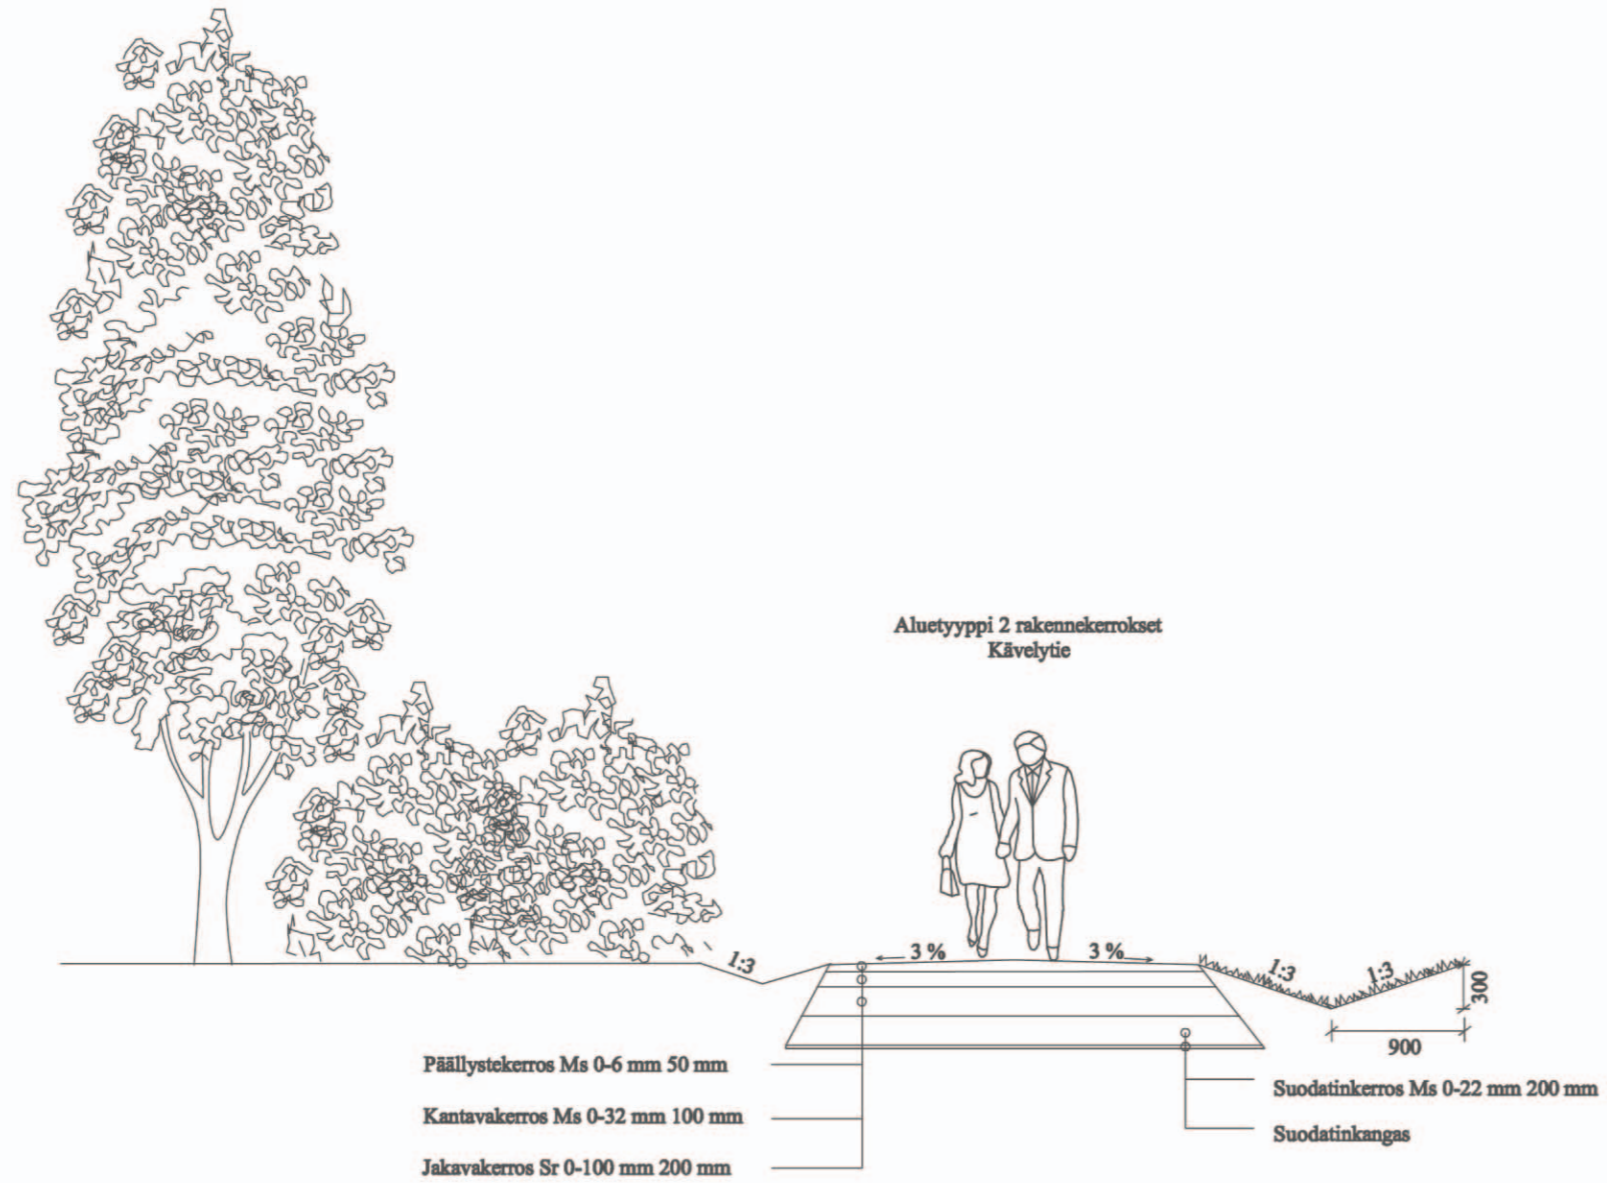 Aluetyyppi 2 rakennekerrokset
Kävelytie
1:3
3 %
3 %
1:3
1:3
300
900
Päällystekerros Ms 0-6 mm 50 mm
Kantavakerros Ms 0-32 mm 100 mm
Jakavakerros Sr 0-100 mm 200 mm
Suodatinkerros Ms 0-22 mm 200 mm
Suodatinkangas